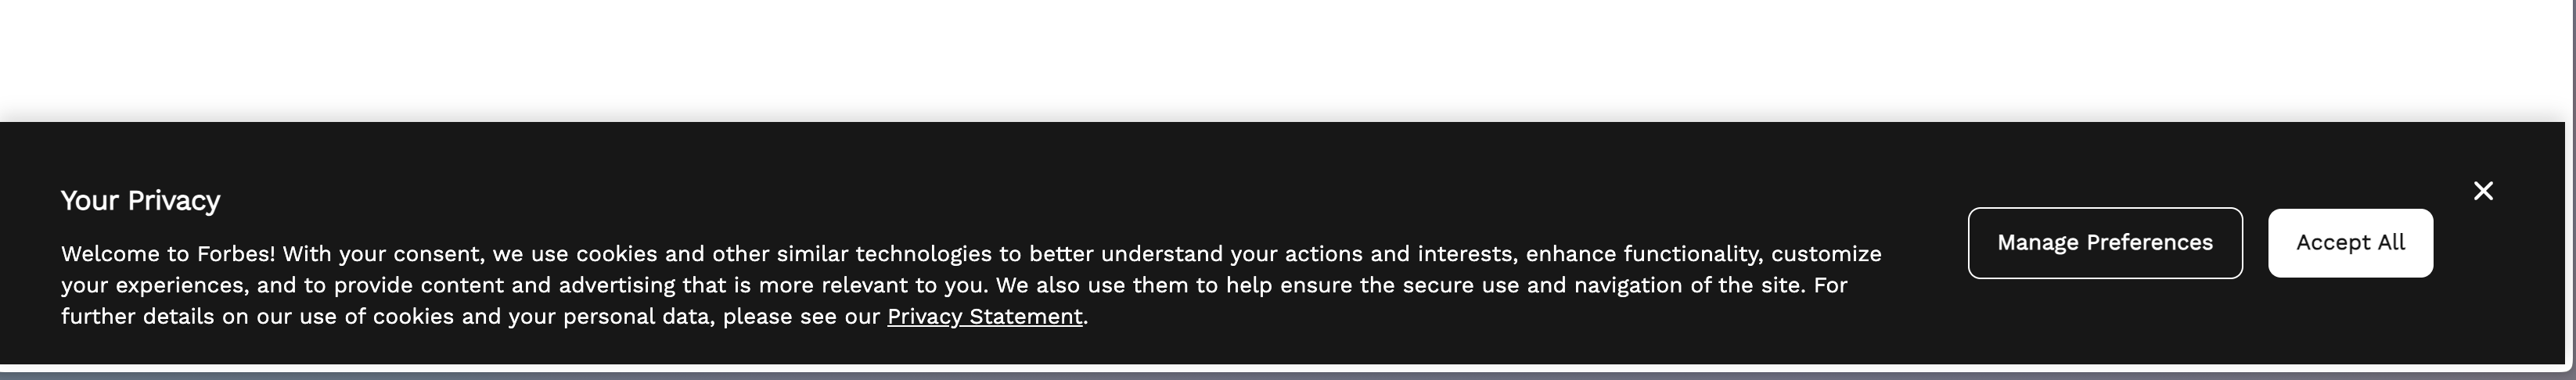 Your Privacy
Welcome to Forbes! With your consent, we use cookies and other similar technologies to better understand your actions and interests, enhance functionality, customize
your experiences, and to provide content and advertising that is more relevant to you. We also use them to help ensure the secure use and navigation of the site. For
further details on our use of cookies and your personal data, please see our Privacy Statement.
Manage Preferences
Accept All